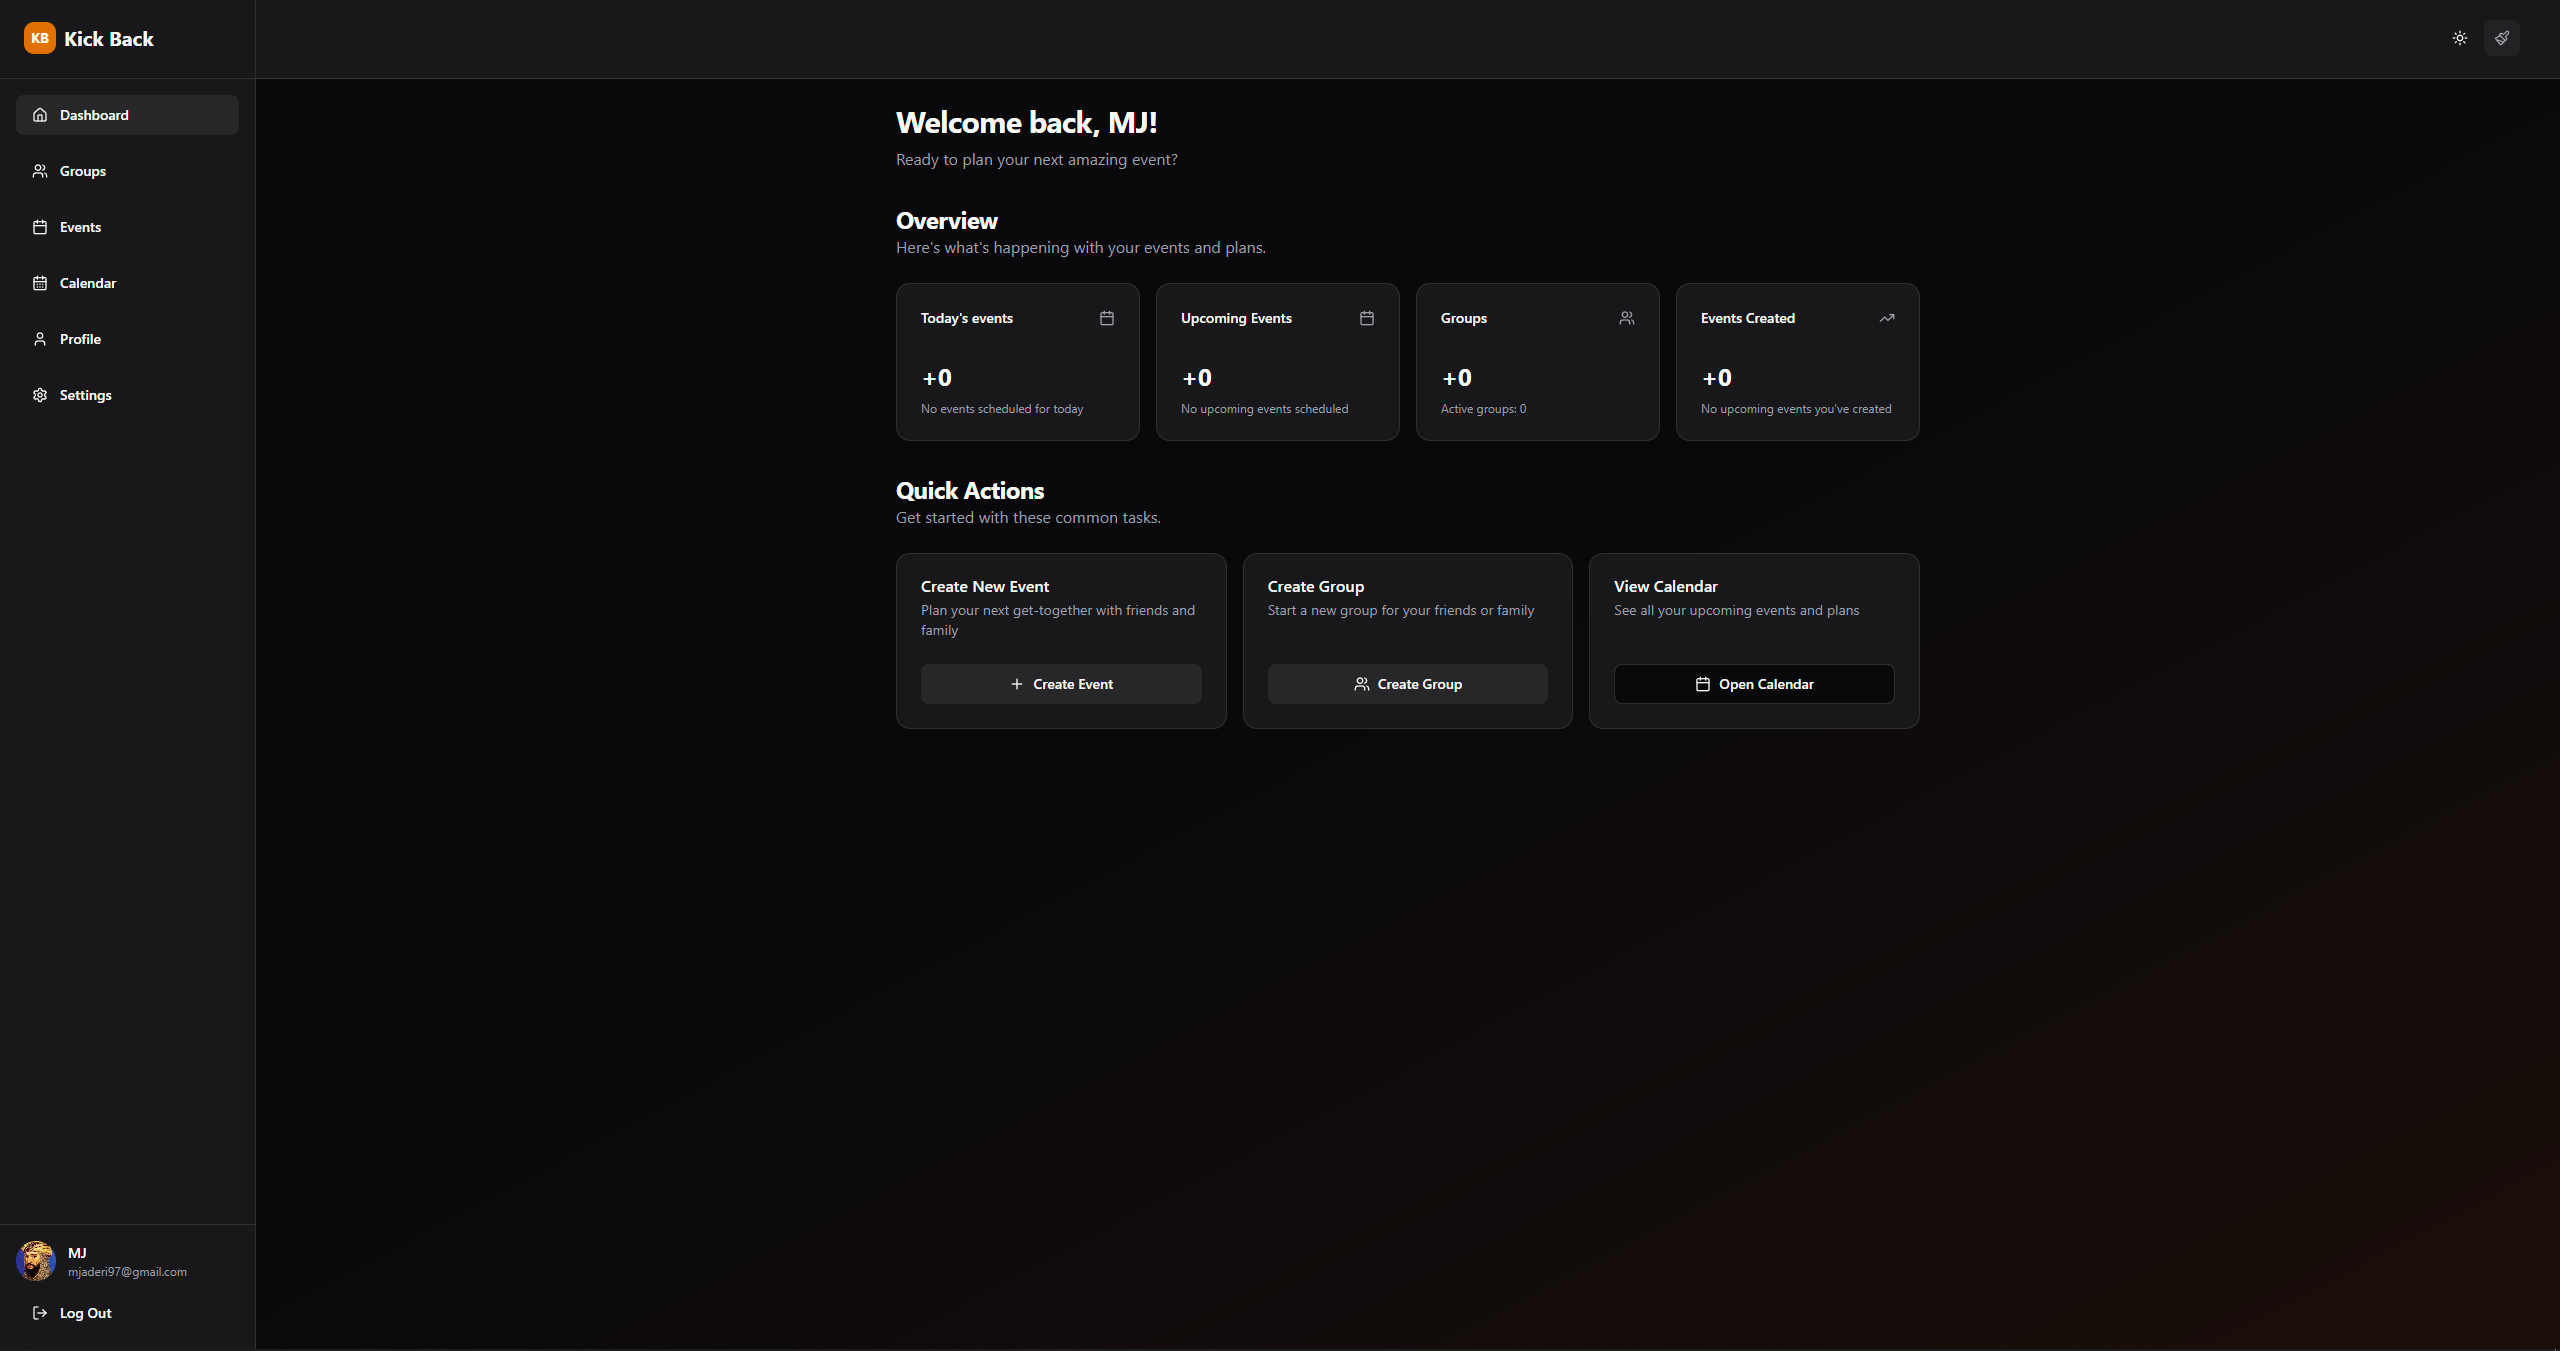 KB Kick Back
Dashboard
Groups
Events
Calendar
Profile
Settings
MJ
mjaderi97@gmail.com
Log Out
Welcome back, MJ!
Ready to plan your next amazing event?
Overview
Here's what's happening with your events and plans.
Today's events
+0
No events scheduled for today
Upcoming Events
+0
No upcoming events scheduled
Groups
+0
Active groups: 0
Events Created
+0
No upcoming events you've created
Quick Actions
Get started with these common tasks.
Create New Event
Plan your next get-together with friends and
family
Create Event
Create Group
Start a new group for your friends or family
Create Group
View Calendar
See all your upcoming events and plans
Open Calendar